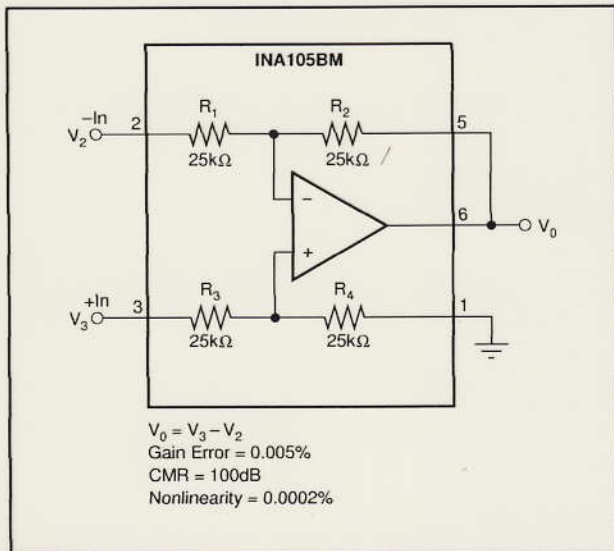 INA105BM
R1
R2
–In
V2
2
25kΩ
25kΩ
5
–
+
6
V0
+In
V3
3
R3
R4
1
25kΩ
25kΩ
V0 = V3 – V2
Gain Error = 0.005%
CMR = 100dB
Nonlinearity = 0.0002%